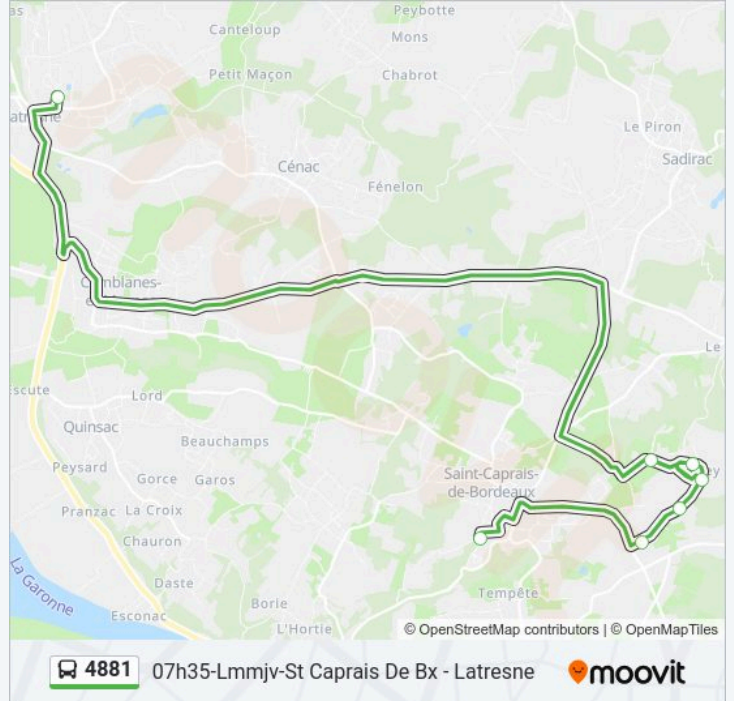 Peybotte
Canteloup
Mons
Petit Maçon
Chabrot
Le Piron
Sadirac
Cénac
Fénelon
Le
Lord
Quinsac
Beauchamps
Peysard
Gorce
Garos
Saint-Caprais-
de-Bordeaux
Pranzac
La Croix
Chauron
La Garonne
Daste
Tempête
Esconac
Borie
L'Hortie
© OpenStreetMap contributors | © OpenMapTiles
4881 07h35-Lmmjv-St Caprais De Bx - Latresne moovit